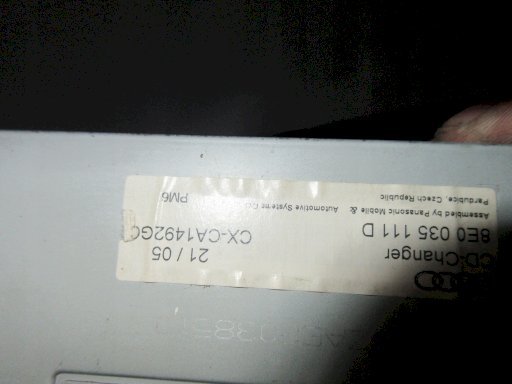 CD-Changer
21 / 05
8E0 035 111 D
CX-CA1492GC
Assembled by Panasonic Mobile &
Automotive Systems Co
Pardubice, Czech Republic
PM6